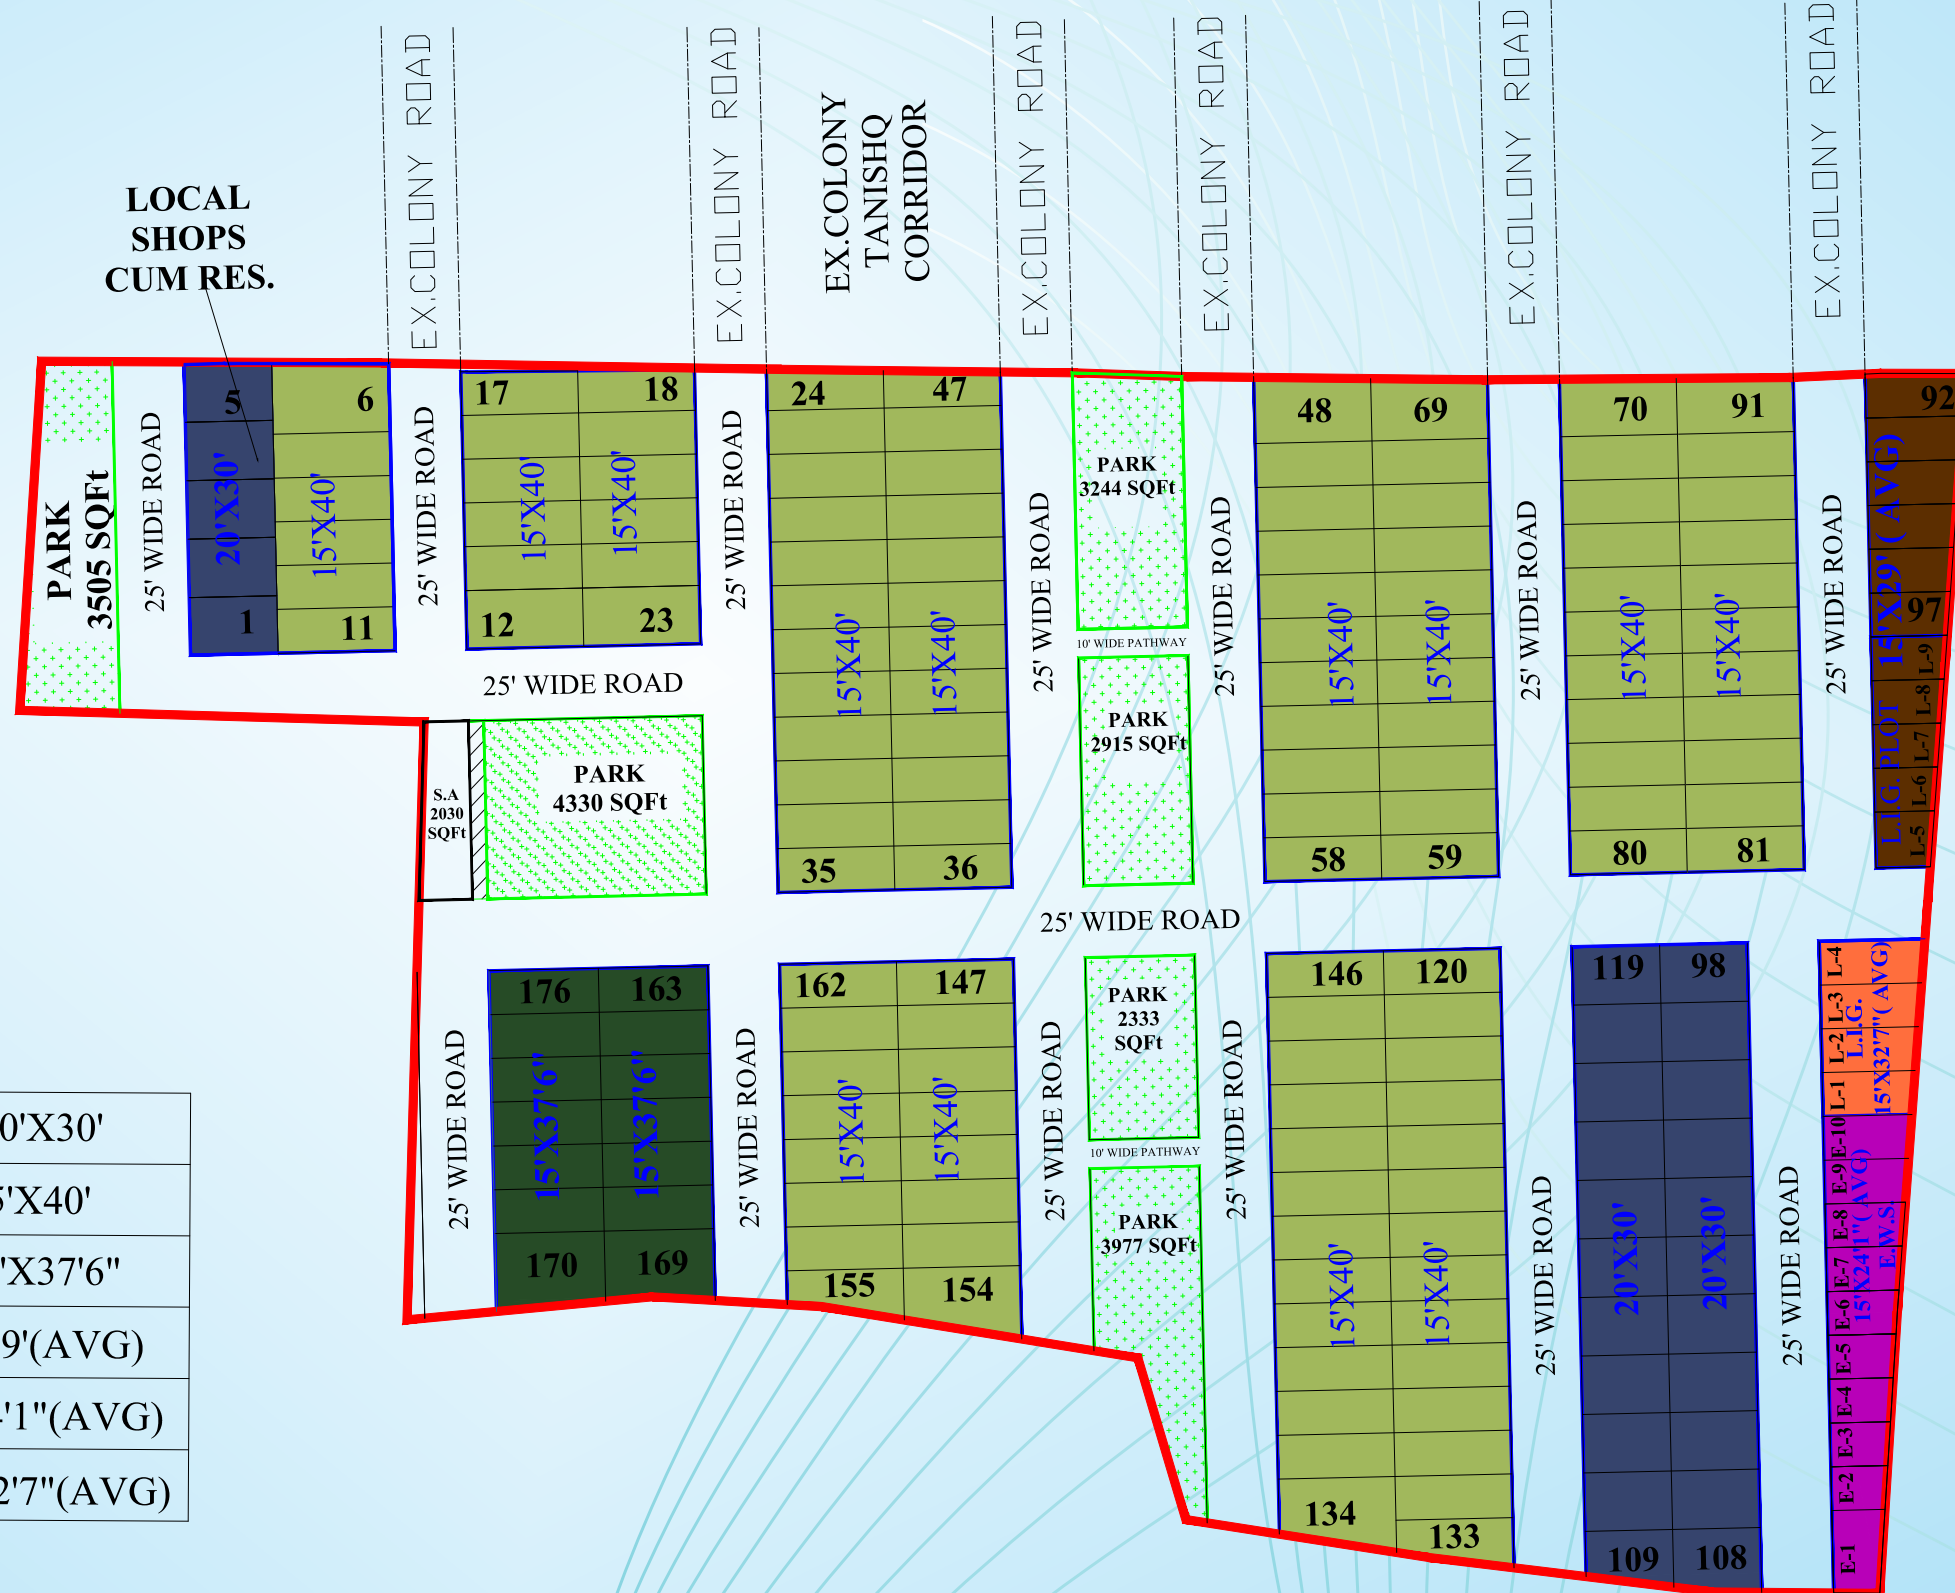 EX.COLONY ROAD
EX.COLONY ROAD
EX.COLONY
TANISHQ
CORRIDOR
EX.COLONY ROAD
EX.COLONY ROAD
EX.COLONY ROAD
EX.COLONY ROAD
LOCAL
SHOPS
CUM RES.
PARK
3505 SQFt
25' WIDE ROAD
5
20'X30'
1
6
15'X40'
11
25' WIDE ROAD
17
18
15'X40'
15'X40'
12
23
25' WIDE ROAD
24
47
15'X40'
15'X40'
35
36
25' WIDE ROAD
PARK
3244 SQFt
10' WIDE PATHWAY
PARK
2915 SQFt
25' WIDE ROAD
48
69
15'X40'
15'X40'
58
59
25' WIDE ROAD
70
91
15'X40'
15'X40'
80
81
25' WIDE ROAD
92
15'X29' ( AVG)
97
L.I.G. PLOT
L-9
L-8
L-7
L-6
L-5
25' WIDE ROAD
S.A
2030
SQFt
PARK
4330 SQFt
25' WIDE ROAD
25' WIDE ROAD
176
163
15'X37'6"
15'X37'6"
170
169
25' WIDE ROAD
162
147
15'X40'
15'X40'
155
154
25' WIDE ROAD
PARK
2333
SQFt
10' WIDE PATHWAY
PARK
3977 SQFt
25' WIDE ROAD
146
120
15'X40'
15'X40'
134
133
25' WIDE ROAD
119
98
20'X30'
20'X30'
109
108
25' WIDE ROAD
L-4
L-3
L-2
L-1
L.I.G.
15'X32'7"( AVG)
E-10
E-9
E-8
E-7
E-6
E-5
E-4
E-3
E-2
E-1
15'X24'1"(AVG)
E.W.S.
0'X30'
5'X40'
'X37'6"
9'(AVG)
'1"(AVG)
2'7"(AVG)